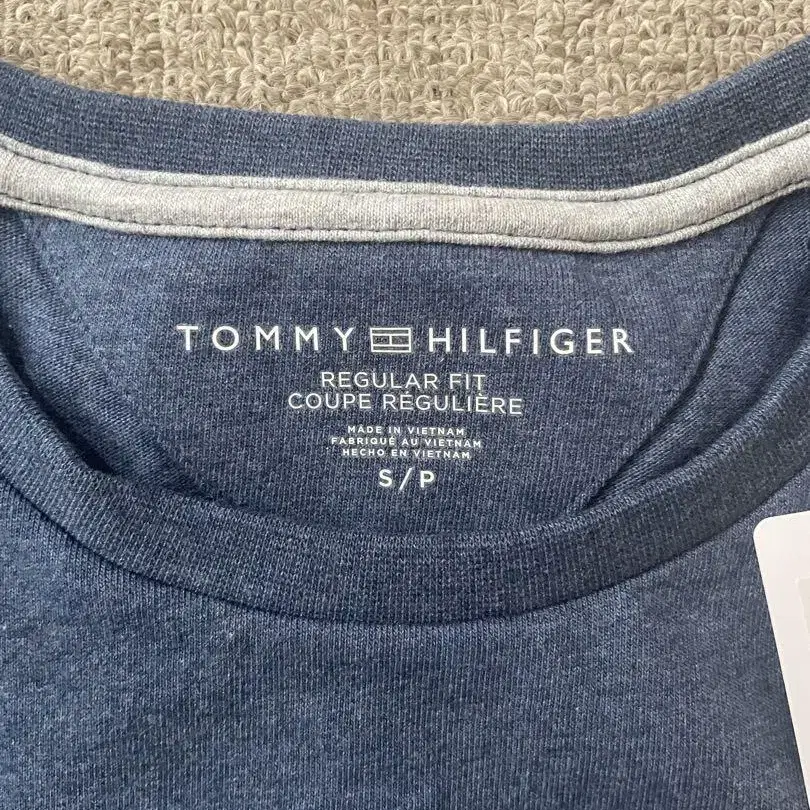 TOMMY HILFIGER
REGULAR FIT
COUPE RÉGULIÈRE
MADE IN VIETNAM
FABRIQUÉ AU VIETNAM
HECHO EN VIETNAM
S/P